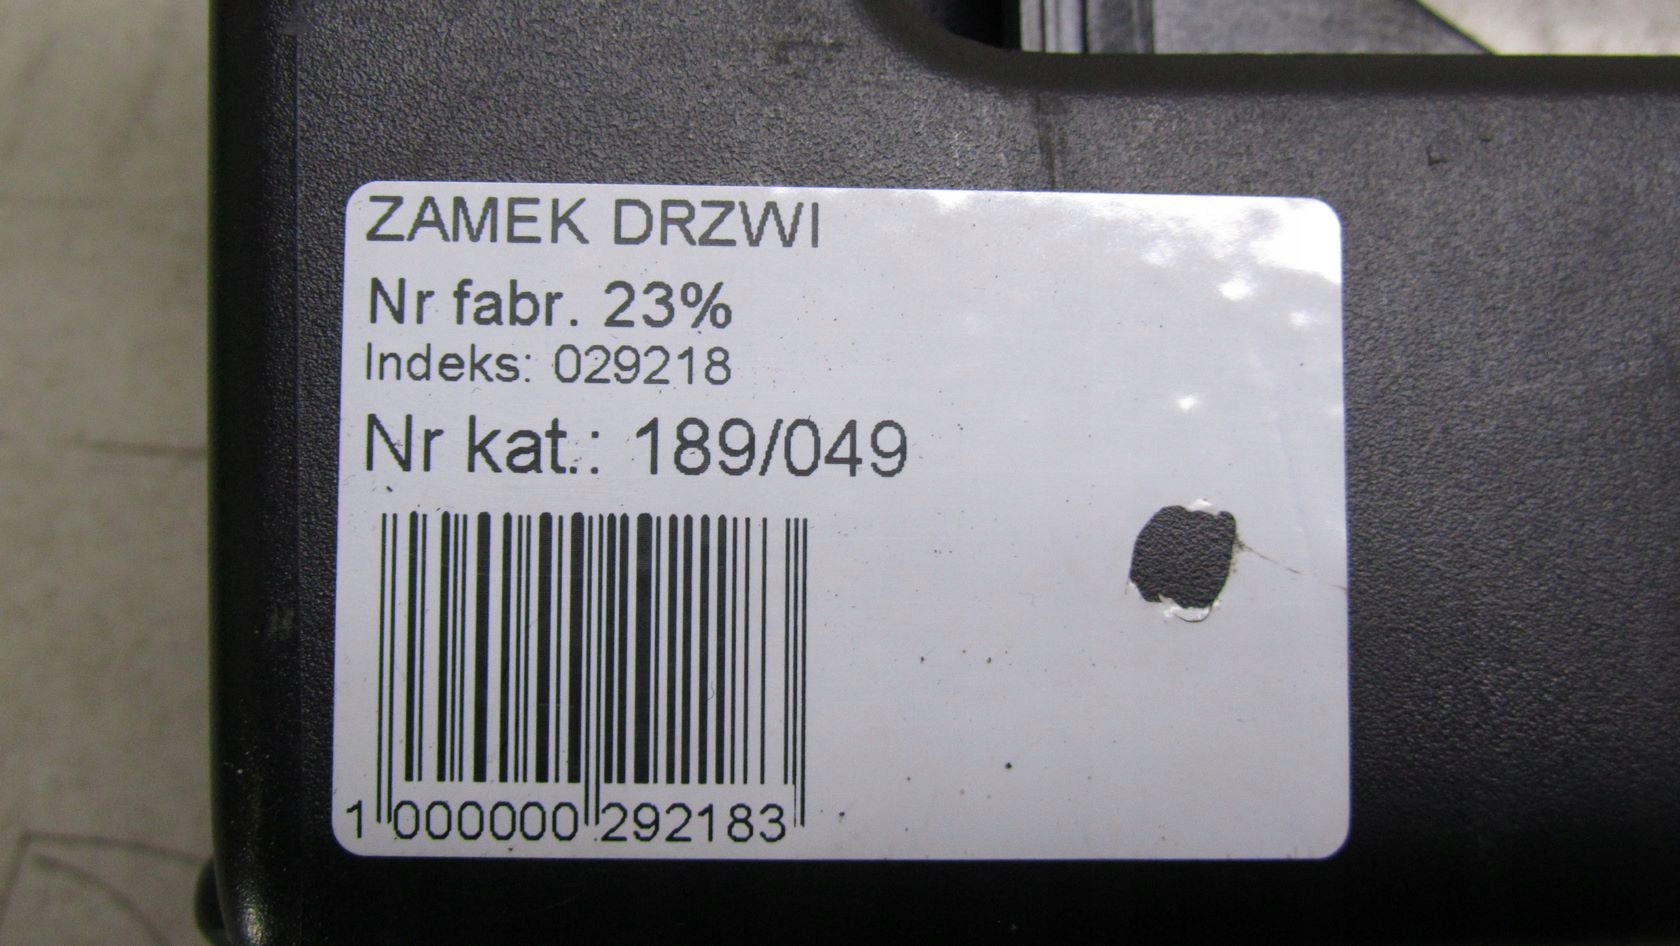 ZAMEK DRZWI
Nr fabr. 23%
Indeks: 029218
Nr kat.: 189/049
1 000000 292183